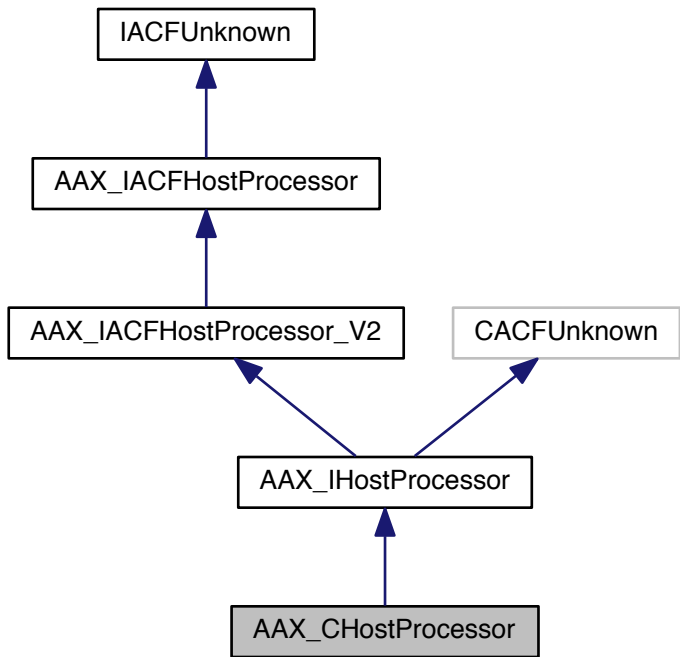 IACFUnknown
AAX_IACFHostProcessor
AAX_IACFHostProcessor_V2
CACFUnknown
AAX_IHostProcessor
AAX_CHostProcessor